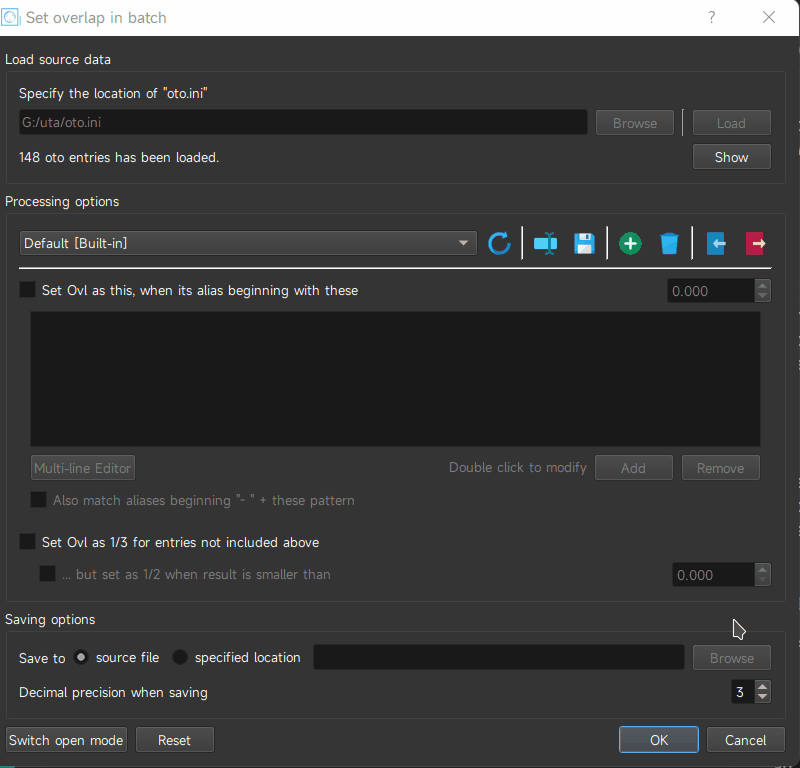 Set overlap in batch
Load source data
Specify the location of "oto.ini"
G:/uta/oto.ini
Browse
Load
148 oto entries has been loaded.
Show
Processing options
Default [Built-in]
Set Ovl as this, when its alias beginning with these
0.000
Multi-line Editor
Double click to modify
Add
Remove
Also match aliases beginning "- " + these pattern
Set Ovl as 1/3 for entries not included above
... but set as 1/2 when result is smaller than
0.000
Saving options
Save to
source file
specified location
Browse
Decimal precision when saving
3
Switch open mode
Reset
OK
Cancel